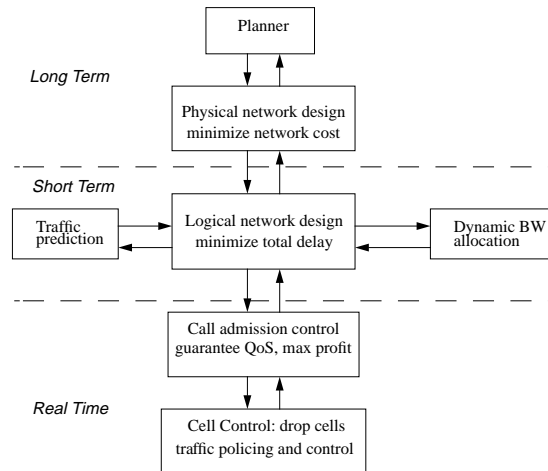 Planner
Long Term
Physical network design
minimize network cost
Short Term
Traffic
prediction
Logical network design
minimize total delay
Dynamic BW
allocation
Call admission control
guarantee QoS, max profit
Real Time
Cell Control: drop cells
traffic policing and control